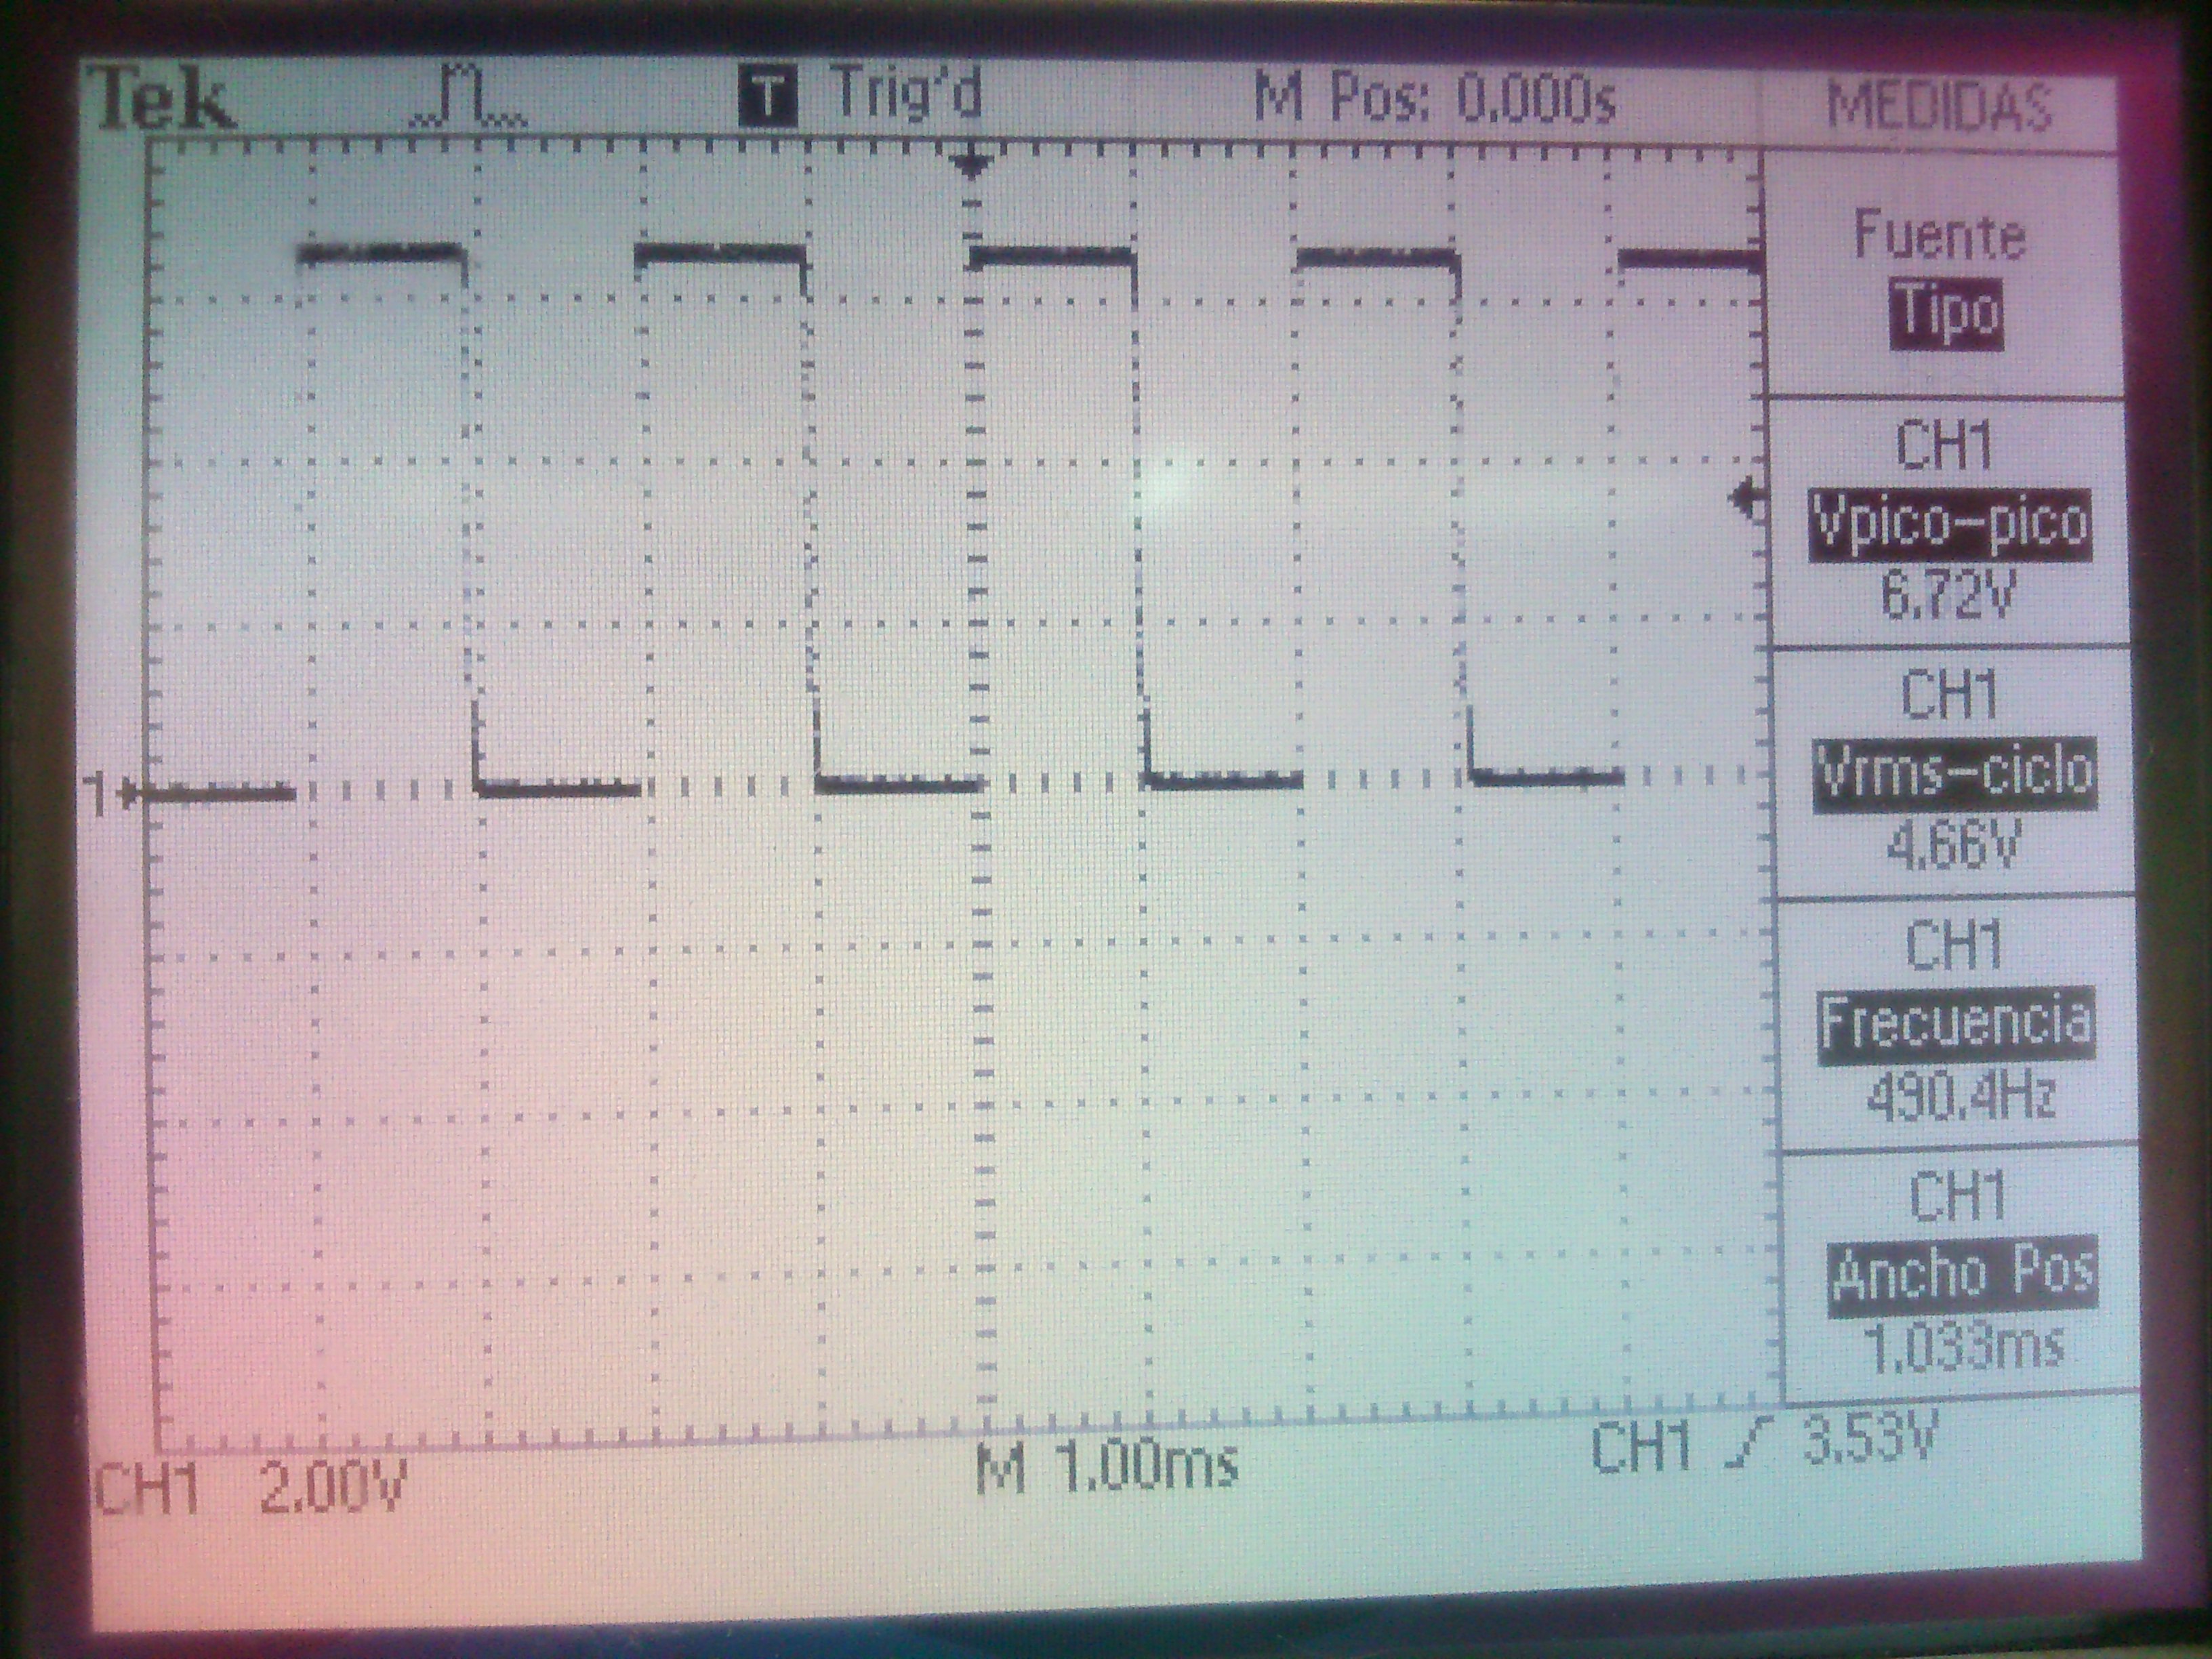 Tek T Trig'd M Pos: 0.000s MEDIDAS
Fuente
Tipo
CH1
Vpico-pico
6.72V
CH1
Vrms-ciclo
4.66V
CH1
Frecuencia
490.4Hz
CH1
Ancho Pos
1.033ms
1
CH1 2.00V M 1.00ms CH1 3.53V